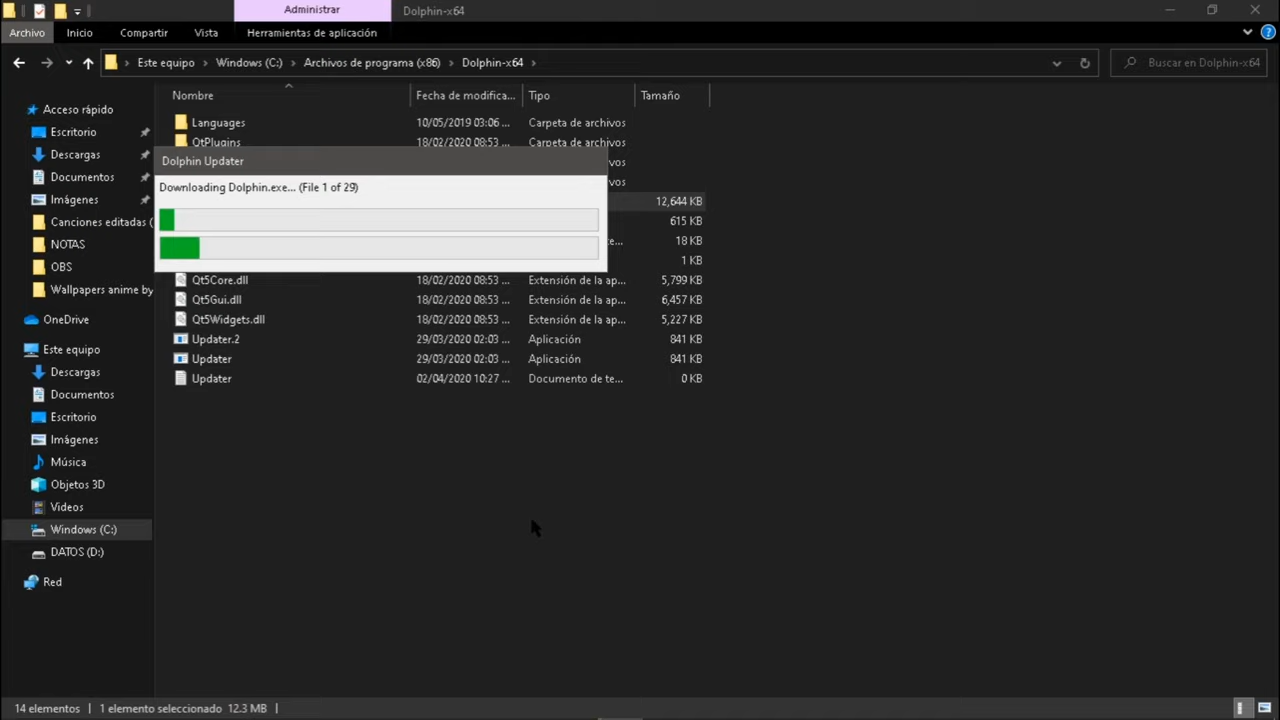 Administrar
Dolphin-x64
Archivo
Inicio
Compartir
Vista
Herramientas de aplicación
Este equipo
Windows (C:)
Archivos de programa (x86)
Dolphin-x64
Buscar en Dolphin-x64
Nombre
Fecha de modifica...
Tipo
Tamaño
Acceso rápido
Escritorio
Descargas
Documentos
Imágenes
Canciones editadas (
NOTAS
OBS
Wallpapers anime by
OneDrive
Este equipo
Descargas
Documentos
Escritorio
Imágenes
Música
Objetos 3D
Videos
Windows (C:)
DATOS (D:)
Red
Languages 10/05/2019 03:06 ... Carpeta de archivos
QtPlugins 18/02/2020 08:53 ... Carpeta de archivos
vos
vos
12,644 KB
615 KB
te... 18 KB
1 KB
Dolphin Updater
Downloading Dolphin.exe... (File 1 of 29)
Qt5Core.dll 18/02/2020 08:53 ... Extensión de la ap... 5,799 KB
Qt5Gui.dll 18/02/2020 08:53 ... Extensión de la ap... 6,457 KB
Qt5Widgets.dll 18/02/2020 08:53 ... Extensión de la ap... 5,227 KB
Updater.2 29/03/2020 02:03 ... Aplicación 841 KB
Updater 29/03/2020 02:03 ... Aplicación 841 KB
Updater 02/04/2020 10:27 ... Documento de te... 0 KB
14 elementos
1 elemento seleccionado 12.3 MB